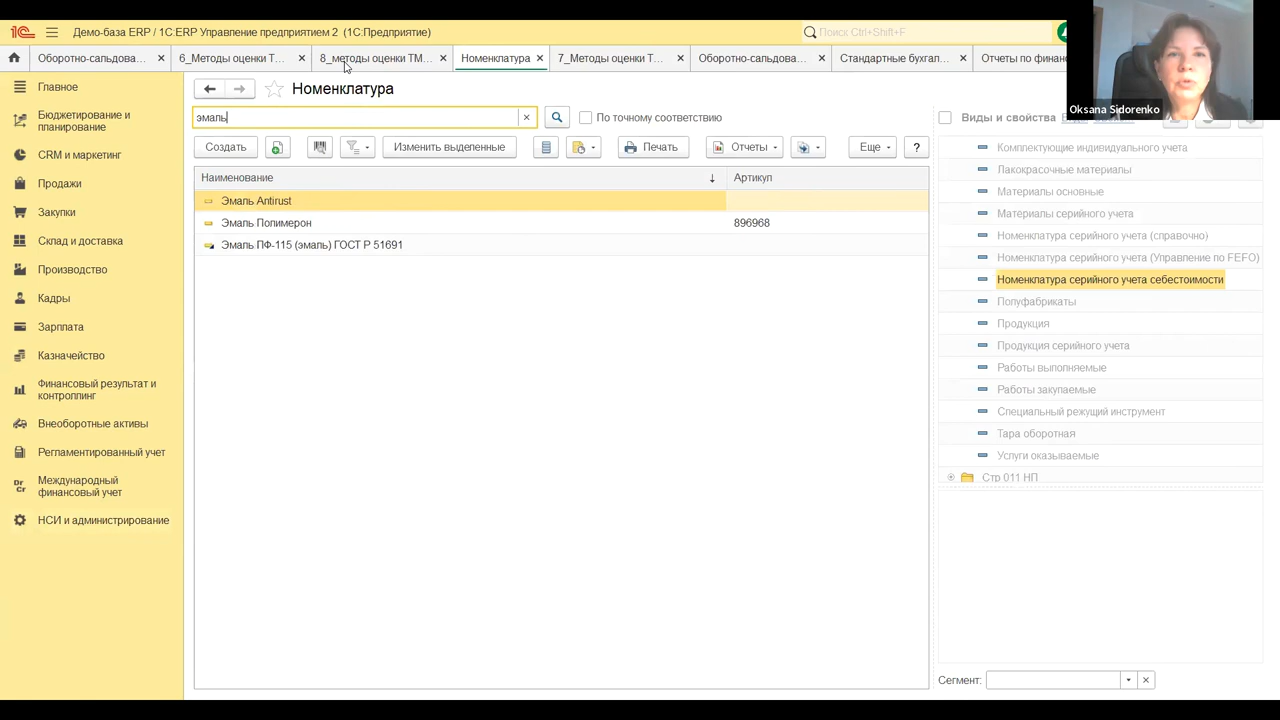 Демо-база ERP / 1С:ERP Управление предприятием 2 (1С:Предприятие)
Поиск Ctrl+Shift+F
Оборотно-сальдова...
6_Методы оценки Т...
8_методы оценки ТМ...
Номенклатура
7_Методы оценки Т...
Оборотно-сальдова...
Стандартные бухгал...
Отчеты по финан
Oksana Sidorenko
Главное
Бюджетирование и
планирование
CRM и маркетинг
Продажи
Закупки
Склад и доставка
Производство
Кадры
Зарплата
Казначейство
Финансовый результат и
контроллинг
Внеоборотные активы
Регламентированный учет
Международный
финансовый учет
НСИ и администрирование
Номенклатура
эмаль
По точному соответствию
Создать
Изменить выделенные
Печать
Отчеты
Еще
?
Наименование
Артикул
Эмаль Antirust
Эмаль Полимерон
896968
Эмаль ПФ-115 (эмаль) ГОСТ Р 51691
Виды и свойства
Комплектующие индивидуального учета
Лакокрасочные материалы
Материалы основные
Материалы серийного учета
Номенклатура серийного учета (справочно)
Номенклатура серийного учета (Управление по FEFO)
Номенклатура серийного учета себестоимости
Полуфабрикаты
Продукция
Продукция серийного учета
Работы выполняемые
Работы закупаемые
Специальный режущий инструмент
Тара оборотная
Услуги оказываемые
Стр 011 НП
Сегмент: